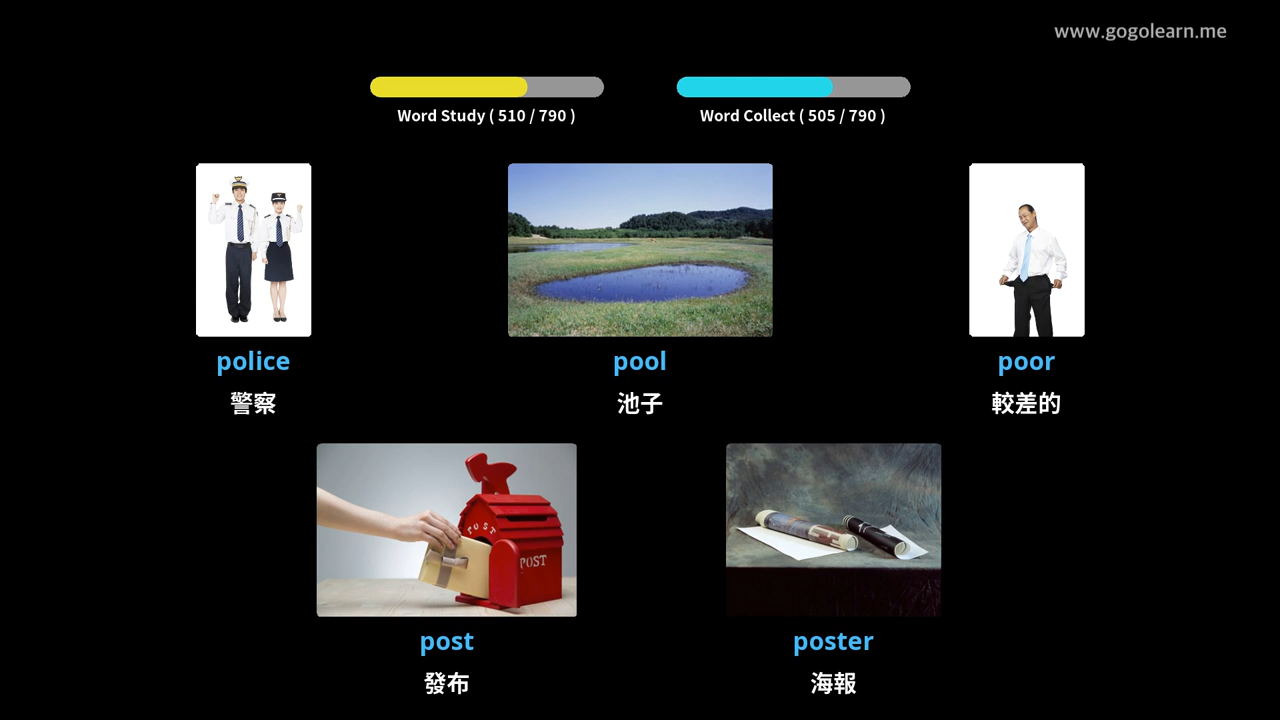 www.gogolearn.me
Word Study ( 510 / 790 )
Word Collect ( 505 / 790 )
police
警察
pool
池子
poor
較差的
POST
POST
post
發布
poster
海報